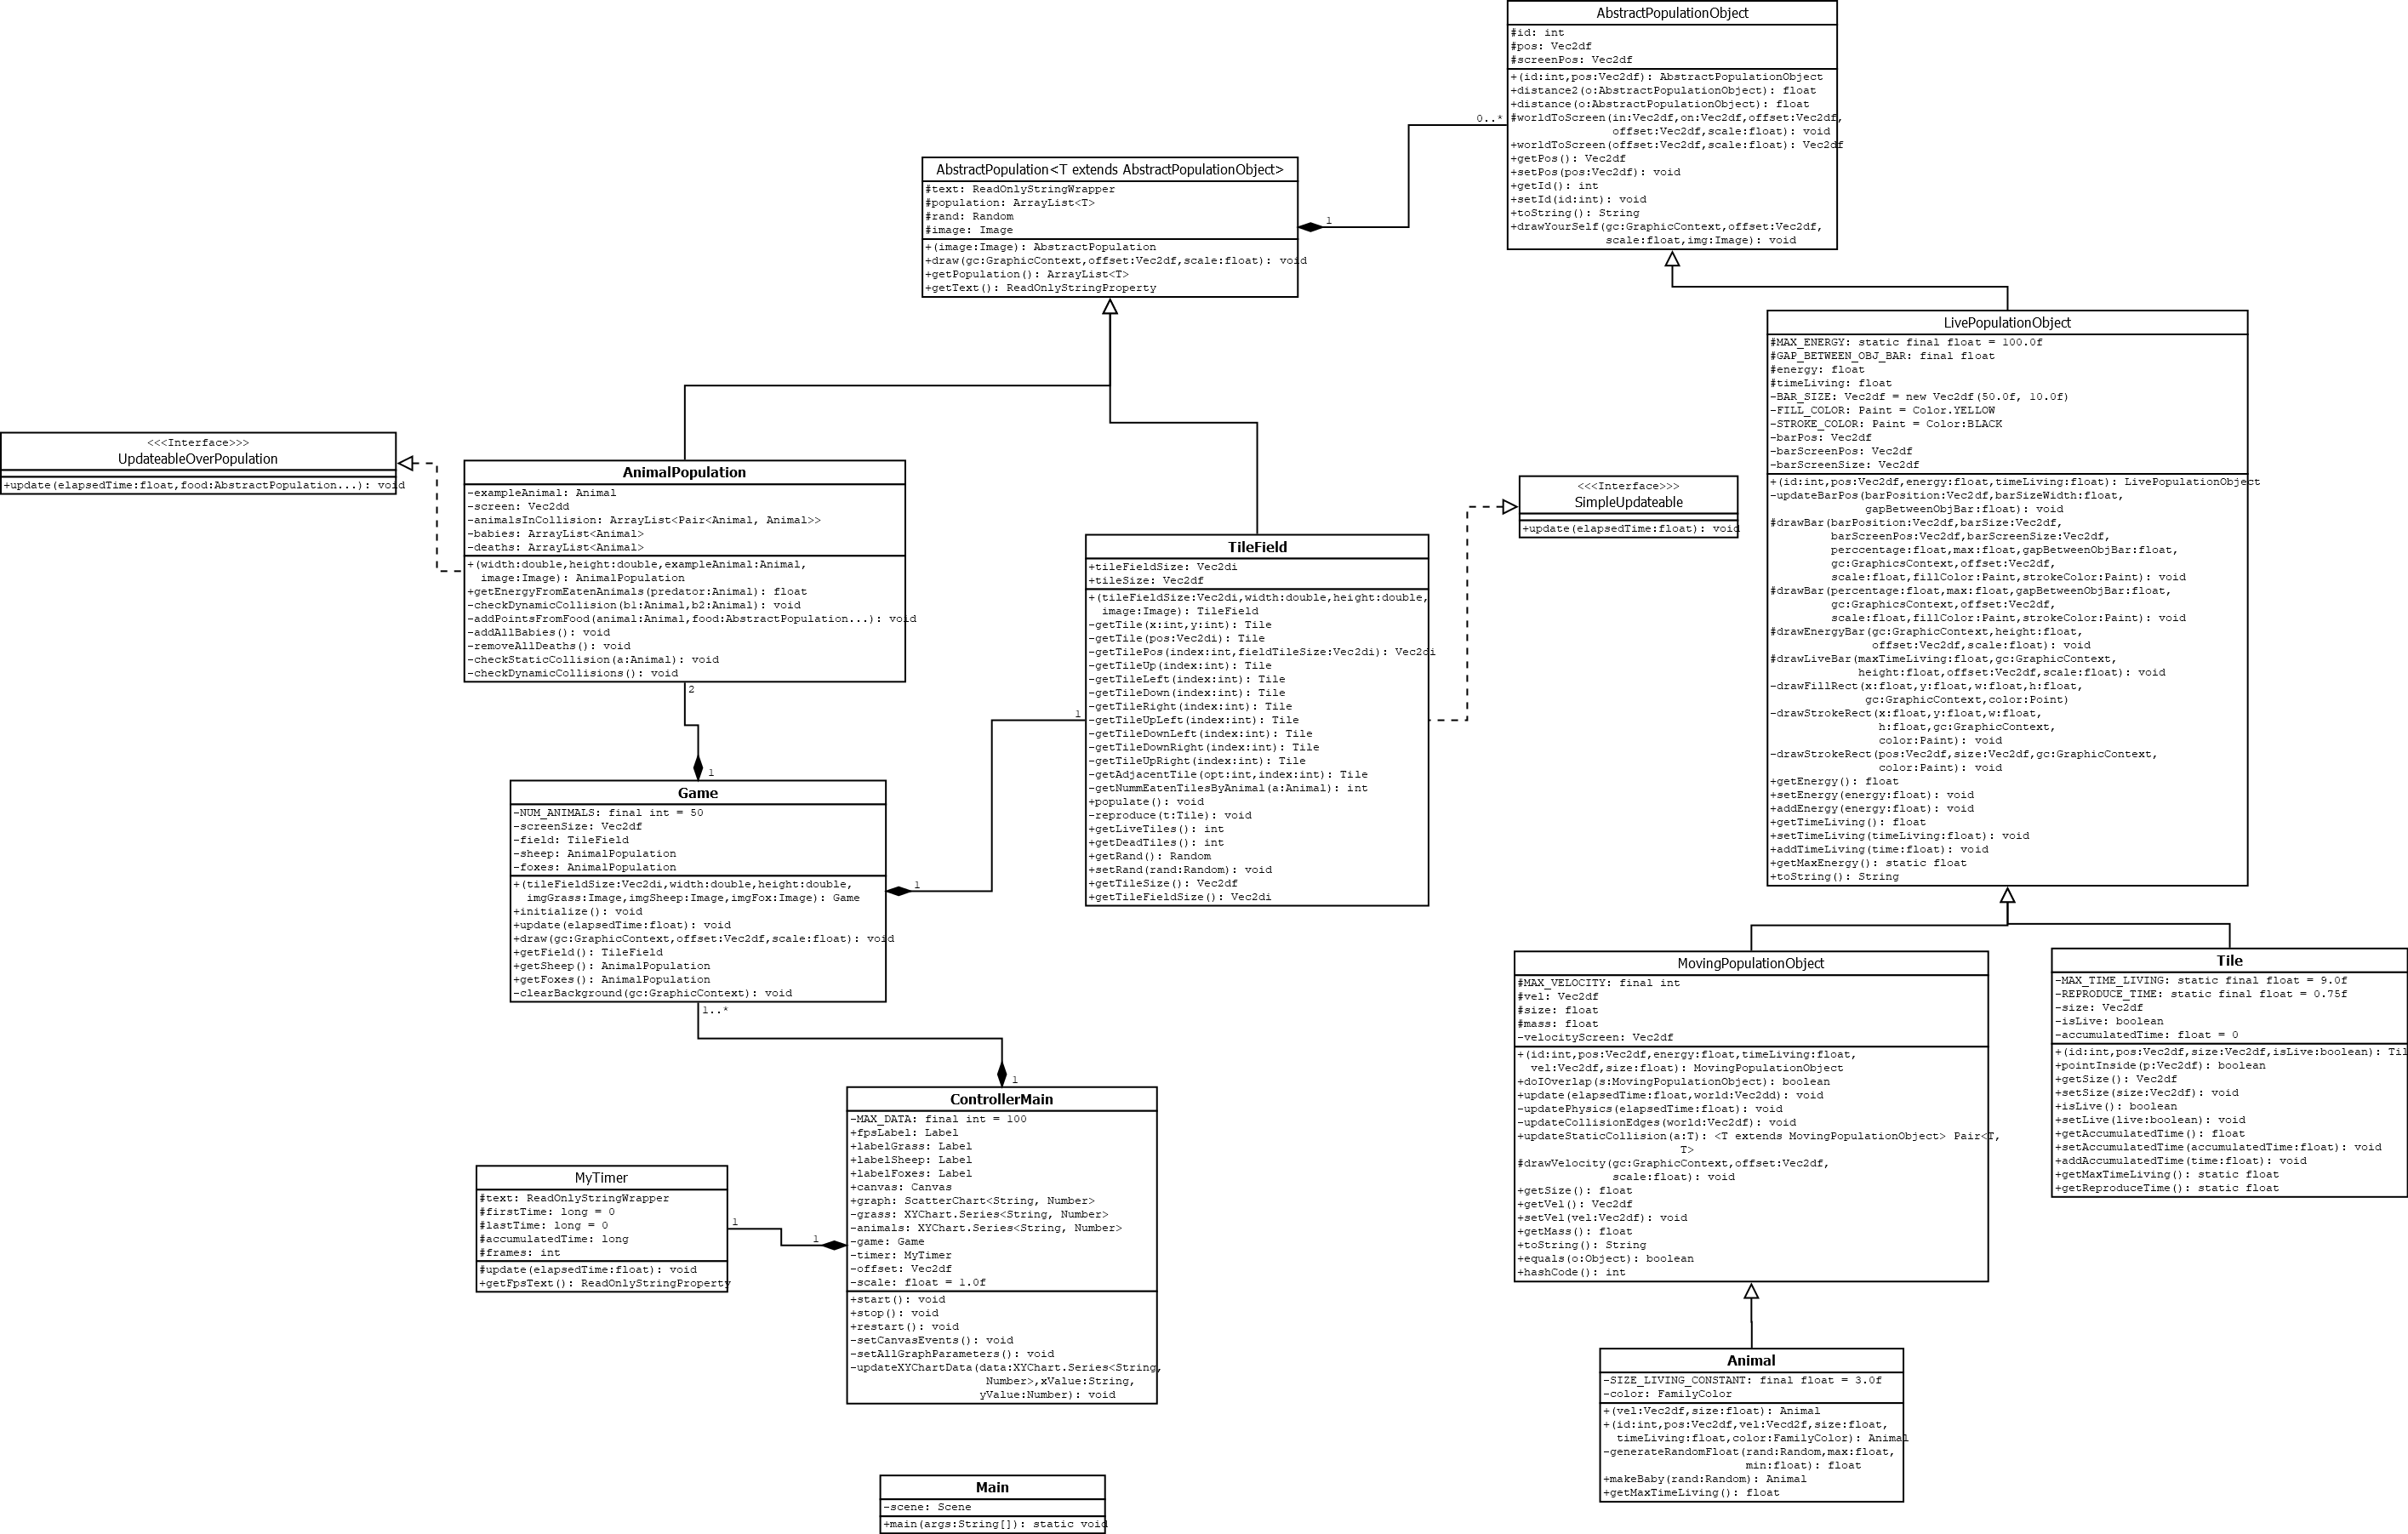 AbstractPopulationObject
#id: int
#pos: Vec2df
#screenPos: Vec2df
+(id:int,pos:Vec2df): AbstractPopulationObject
+distance2(o:AbstractPopulationObject): float
+distance(o:AbstractPopulationObject): float
#worldToScreen(in:Vec2df,on:Vec2df,offset:Vec2df,
offset:Vec2df,scale:float): void
+worldToScreen(offset:Vec2df,scale:float): Vec2df
+getPos(): Vec2df
+setPos(pos:Vec2df): void
+getId(): int
+setId(id:int): void
+toString(): String
+drawYourSelf(gc:GraphicContext,offset:Vec2df,
scale:float,img:Image): void
0..*
1
AbstractPopulation<T extends AbstractPopulationObject>
#text: ReadOnlyStringWrapper
#population: ArrayList<T>
#rand: Random
#image: Image
+(image:Image): AbstractPopulation
+draw(gc:GraphicContext,offset:Vec2df,scale:float): void
+getPopulation(): ArrayList<T>
+getText(): ReadOnlyStringProperty
LivePopulationObject
#MAX_ENERGY: static final float = 100.0f
#GAP_BETWEEN_OBJ_BAR: final float
#energy: float
#timeLiving: float
-BAR_SIZE: Vec2df = new Vec2df(50.0f, 10.0f)
-FILL_COLOR: Paint = Color.YELLOW
-STROKE_COLOR: Paint = Color:BLACK
-barPos: Vec2df
-barScreenPos: Vec2df
-barScreenSize: Vec2df
+(id:int,pos:Vec2df,energy:float,timeLiving:float): LivePopulationObject
-updateBarPos(barPosition:Vec2df,barSizeWidth:float,
gapBetweenObjBar:float): void
#drawBar(barPosition:Vec2df,barSize:Vec2df,
barScreenPos:Vec2df,barScreenSize:Vec2df,
perccentage:float,max:float,gapBetweenObjBar:float,
gc:GraphicsContext,offset:Vec2df,
scale:float,fillColor:Paint,strokeColor:Paint): void
#drawBar(percentage:float,max:float,gapBetweenObjBar:float,
gc:GraphicsContext,offset:Vec2df,
scale:float,fillColor:Paint,strokeColor:Paint): void
#drawEnergyBar(gc:GraphicContext,height:float,
offset:Vec2df,scale:float): void
#drawLiveBar(maxTimeLiving:float,gc:GraphicContext,
height:float,offset:Vec2df,scale:float): void
-drawFillRect(x:float,y:float,w:float,h:float,
gc:GraphicContext,color:Point)
-drawStrokeRect(x:float,y:float,w:float,
h:float,gc:GraphicContext,
color:Paint): void
-drawStrokeRect(pos:Vec2df,size:Vec2df,gc:GraphicContext,
color:Paint): void
+getEnergy(): float
+setEnergy(energy:float): void
+addEnergy(energy:float): void
+getTimeLiving(): float
+setTimeLiving(timeLiving:float): void
+addTimeLiving(time:float): void
+getMaxEnergy(): static float
+toString(): String
<<<Interface>>>
UpdateableOverPopulation
+update(elapsedTime:float,food:AbstractPopulation...): void
AnimalPopulation
-exampleAnimal: Animal
-screen: Vec2dd
-animalsInCollision: ArrayList<Pair<Animal, Animal>>
-babies: ArrayList<Animal>
-deaths: ArrayList<Animal>
+(width:double,height:double,exampleAnimal:Animal,
image:Image): AnimalPopulation
+getEnergyFromEatenAnimals(predator:Animal): float
-checkDynamicCollision(b1:Animal,b2:Animal): void
-addPointsFromFood(animal:Animal,food:AbstractPopulation...): void
-addAllBabies(): void
-removeAllDeaths(): void
-checkStaticCollision(a:Animal): void
-checkDynamicCollisions(): void
2
1
<<<Interface>>>
SimpleUpdateable
+update(elapsedTime:float): void
TileField
+tileFieldSize: Vec2di
+tileSize: Vec2df
+(tileFieldSize:Vec2di,width:double,height:double,
image:Image): TileField
-getTile(x:int,y:int): Tile
-getTile(pos:Vec2di): Tile
-getTilePos(index:int,fieldTileSize:Vec2di): Vec2di
-getTileUp(index:int): Tile
-getTileLeft(index:int): Tile
-getTileDown(index:int): Tile
-getTileRight(index:int): Tile
-getTileUpLeft(index:int): Tile
-getTileDownLeft(index:int): Tile
-getTileDownRight(index:int): Tile
-getTileUpRight(index:int): Tile
-getAdjacentTile(opt:int,index:int): Tile
-getNummEatenTilesByAnimal(a:Animal): int
+populate(): void
-reproduce(t:Tile): void
+getLiveTiles(): int
+getDeadTiles(): int
+getRand(): Random
+setRand(rand:Random): void
+getTileSize(): Vec2df
+getTileFieldSize(): Vec2di
1
1
Game
-NUM_ANIMALS: final int = 50
-screenSize: Vec2df
-field: TileField
-sheep: AnimalPopulation
-foxes: AnimalPopulation
+(tileFieldSize:Vec2di,width:double,height:double,
imgGrass:Image,imgSheep:Image,imgFox:Image): Game
+initialize(): void
+update(elapsedTime:float): void
+draw(gc:GraphicContext,offset:Vec2df,scale:float): void
+getField(): TileField
+getSheep(): AnimalPopulation
+getFoxes(): AnimalPopulation
-clearBackground(gc:GraphicContext): void
1..*
1
MovingPopulationObject
#MAX_VELOCITY: final int
#vel: Vec2df
#size: float
#mass: float
-velocityScreen: Vec2df
+(id:int,pos:Vec2df,energy:float,timeLiving:float,
vel:Vec2df,size:float): MovingPopulationObject
+doIOverlap(s:MovingPopulationObject): boolean
+update(elapsedTime:float,world:Vec2dd): void
-updatePhysics(elapsedTime:float): void
-updateCollisionEdges(world:Vec2df): void
+updateStaticCollision(a:T): <T extends MovingPopulationObject> Pair<T,
T>
#drawVelocity(gc:GraphicContext,offset:Vec2df,
scale:float): void
+getSize(): float
+getVel(): Vec2df
+setVel(vel:Vec2df): void
+getMass(): float
+toString(): String
+equals(o:Object): boolean
+hashCode(): int
Tile
-MAX_TIME_LIVING: static final float = 9.0f
-REPRODUCE_TIME: static final float = 0.75f
-size: Vec2df
-isLive: boolean
-accumulatedTime: float = 0
+(id:int,pos:Vec2df,size:Vec2df,isLive:boolean): Til
+pointInside(p:Vec2df): boolean
+getSize(): Vec2df
+setSize(size:Vec2df): void
+isLive(): boolean
+setLive(live:boolean): void
+getAccumulatedTime(): float
+setAccumulatedTime(accumulatedTime:float): void
+addAccumulatedTime(time:float): void
+getMaxTimeLiving(): static float
+getReproduceTime(): static float
ControllerMain
-MAX_DATA: final int = 100
+fpsLabel: Label
+labelGrass: Label
+labelSheep: Label
+labelFoxes: Label
+canvas: Canvas
+graph: ScatterChart<String, Number>
-grass: XYChart.Series<String, Number>
-animals: XYChart.Series<String, Number>
-game: Game
-timer: MyTimer
-offset: Vec2df
-scale: float = 1.0f
+start(): void
+stop(): void
+restart(): void
-setCanvasEvents(): void
-setAllGraphParameters(): void
-updateXYChartData(data:XYChart.Series<String,
Number>,xValue:String,
yValue:Number): void
MyTimer
#text: ReadOnlyStringWrapper
#firstTime: long = 0
#lastTime: long = 0
#accumulatedTime: long
#frames: int
#update(elapsedTime:float): void
+getFpsText(): ReadOnlyStringProperty
1
1
Animal
-SIZE_LIVING_CONSTANT: final float = 3.0f
-color: FamilyColor
+(vel:Vec2df,size:float): Animal
+(id:int,pos:Vec2df,vel:Vecd2f,size:float,
timeLiving:float,color:FamilyColor): Animal
-generateRandomFloat(rand:Random,max:float,
min:float): float
+makeBaby(rand:Random): Animal
+getMaxTimeLiving(): float
Main
-scene: Scene
+main(args:String[]): static void